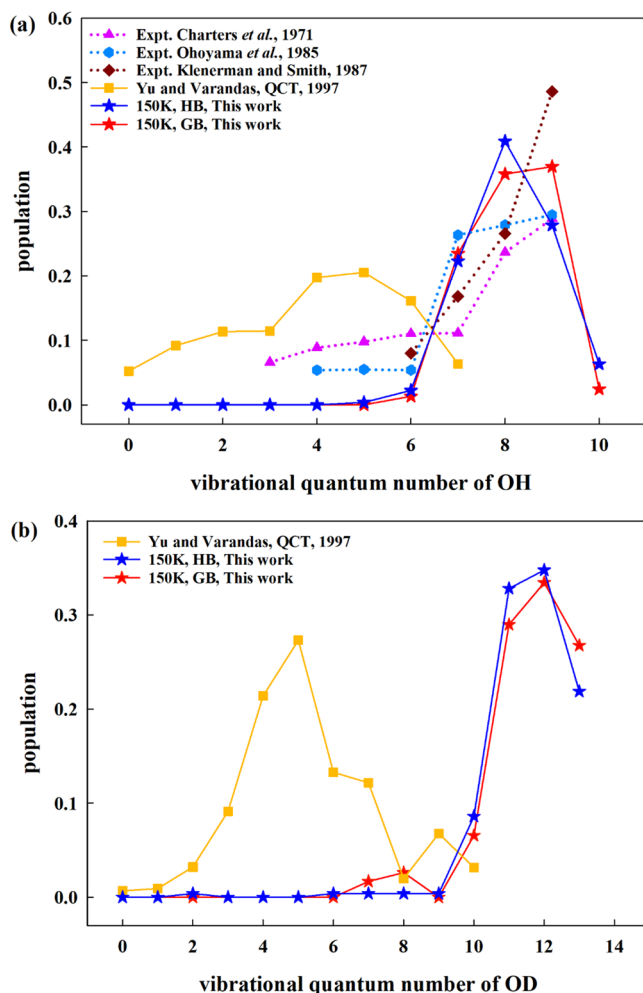 (a)
Expt. Charters et al., 1971
Expt. Ohoyama et al., 1985
Expt. Klenerman and Smith, 1987
Yu and Varandas, QCT, 1997
150K, HB, This work
150K, GB, This work
0.6
0.5
0.4
0.3
0.2
0.1
0.0
population
0 2 4 6 8 10
vibrational quantum number of OH
(b)
Yu and Varandas, QCT, 1997
150K, HB, This work
150K, GB, This work
0.4
0.3
0.2
0.1
0.0
population
0 2 4 6 8 10 12 14
vibrational quantum number of OD